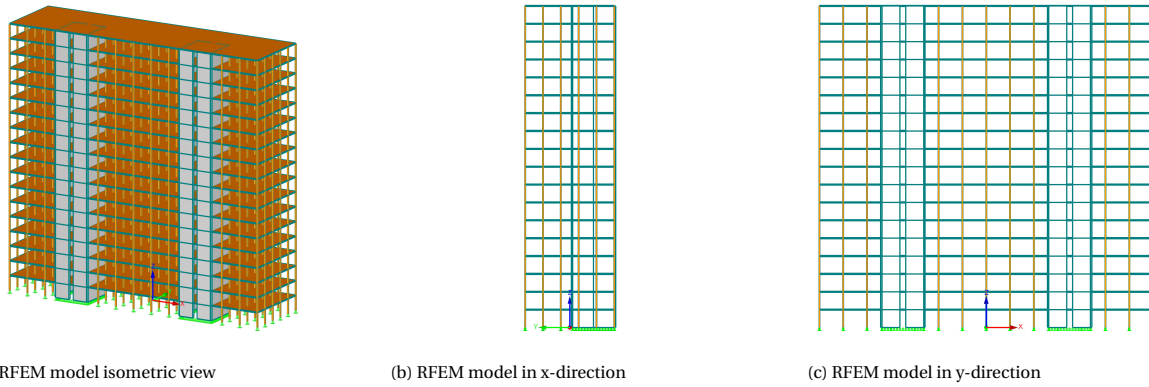 RFEM model isometric view
(b) RFEM model in x-direction
(c) RFEM model in y-direction
Z
X
Z
Y
Z
X